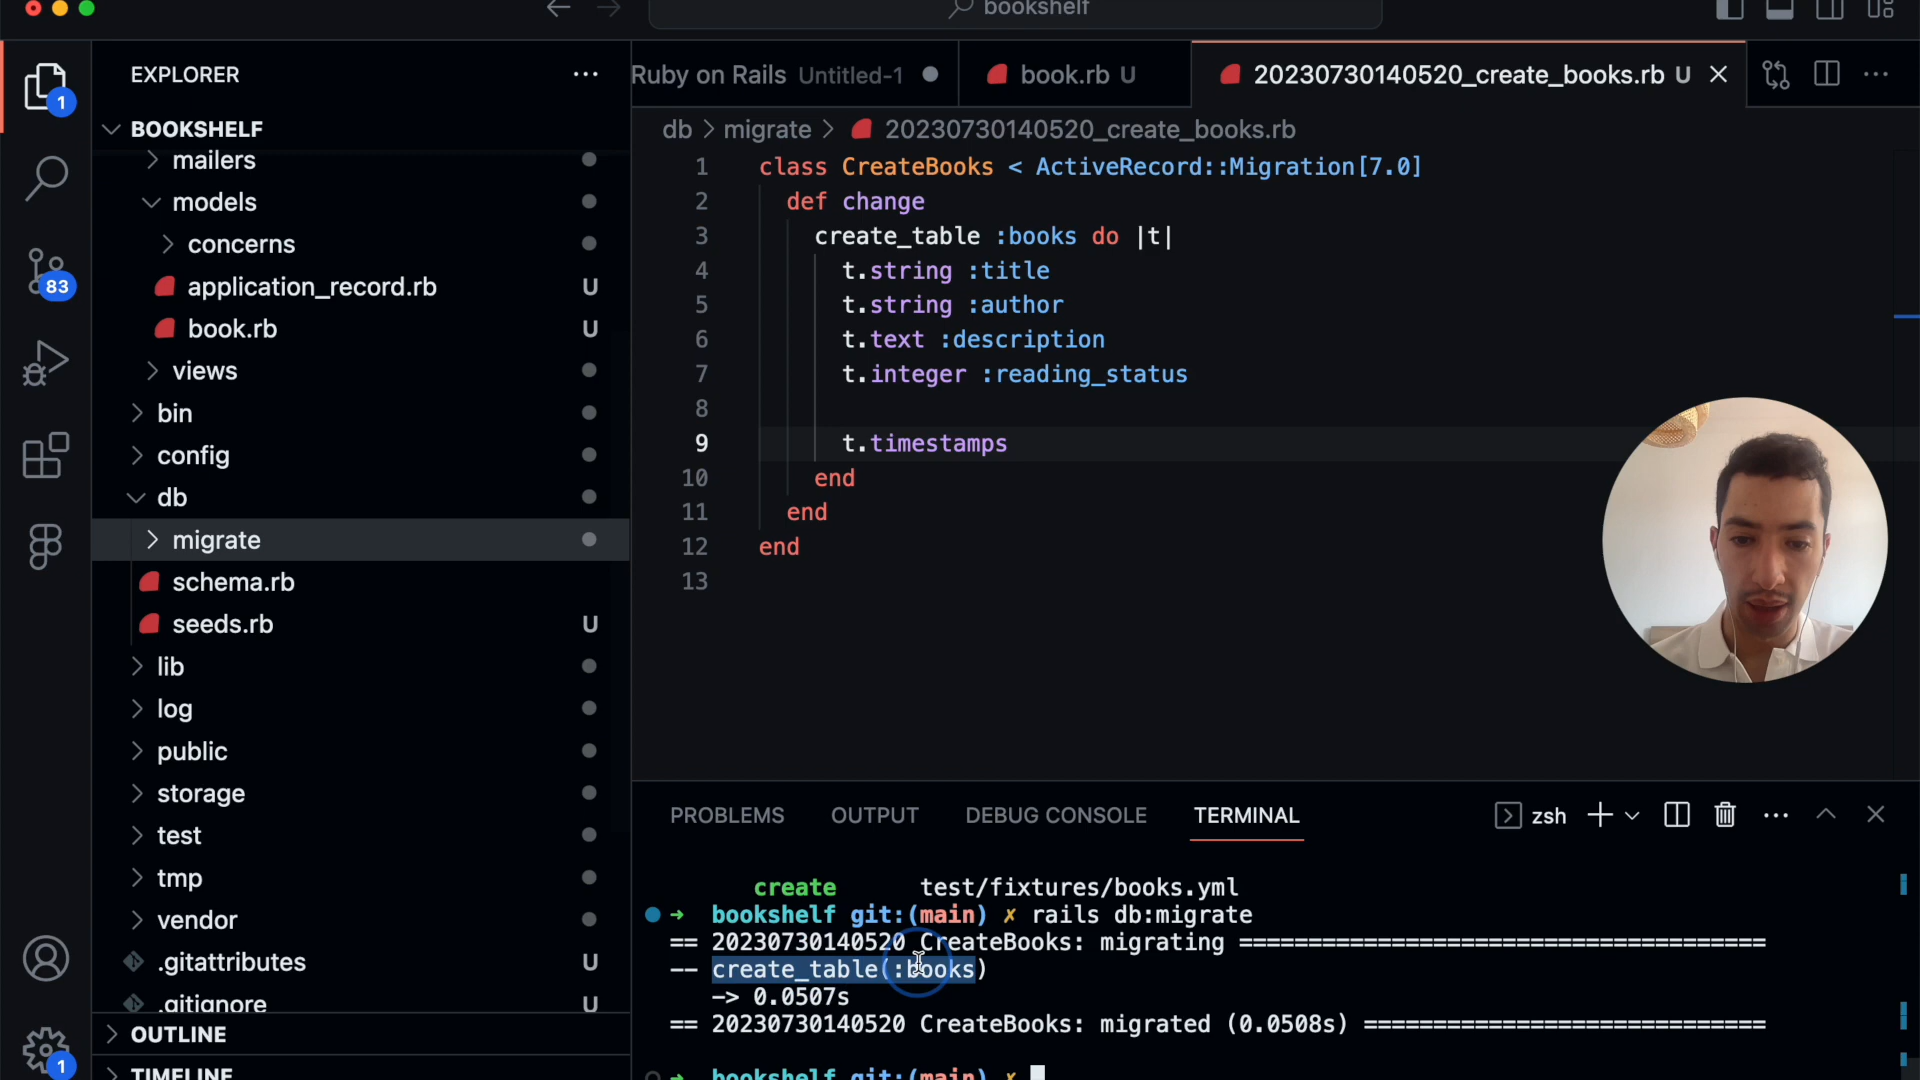 bookshelf
1
83
1
EXPLORER
BOOKSHELF
mailers
models
concerns
application_record.rb U
book.rb U
views
bin
config
db
migrate
schema.rb
seeds.rb U
lib
log
public
storage
test
tmp
vendor
.gitattributes U
.gitignore U
OUTLINE
TIMELINE
Ruby on Rails Untitled-1
book.rb U
20230730140520_create_books.rb U
db > migrate > 20230730140520_create_books.rb
1 class CreateBooks < ActiveRecord::Migration[7.0]
2 def change
3 create_table :books do |t|
4 t.string :title
5 t.string :author
6 t.text :description
7 t.integer :reading_status
8
9 t.timestamps
10 end
11 end
12 end
13
PROBLEMS OUTPUT DEBUG CONSOLE TERMINAL
zsh
create test/fixtures/books.yml
➜ bookshelf git:(main) ✗ rails db:migrate
== 20230730140520 CreateBooks: migrating ======================================
-- create_table(:books)
-> 0.0507s
== 20230730140520 CreateBooks: migrated (0.0508s) =============================
➜ bookshelf git:(main) ✗